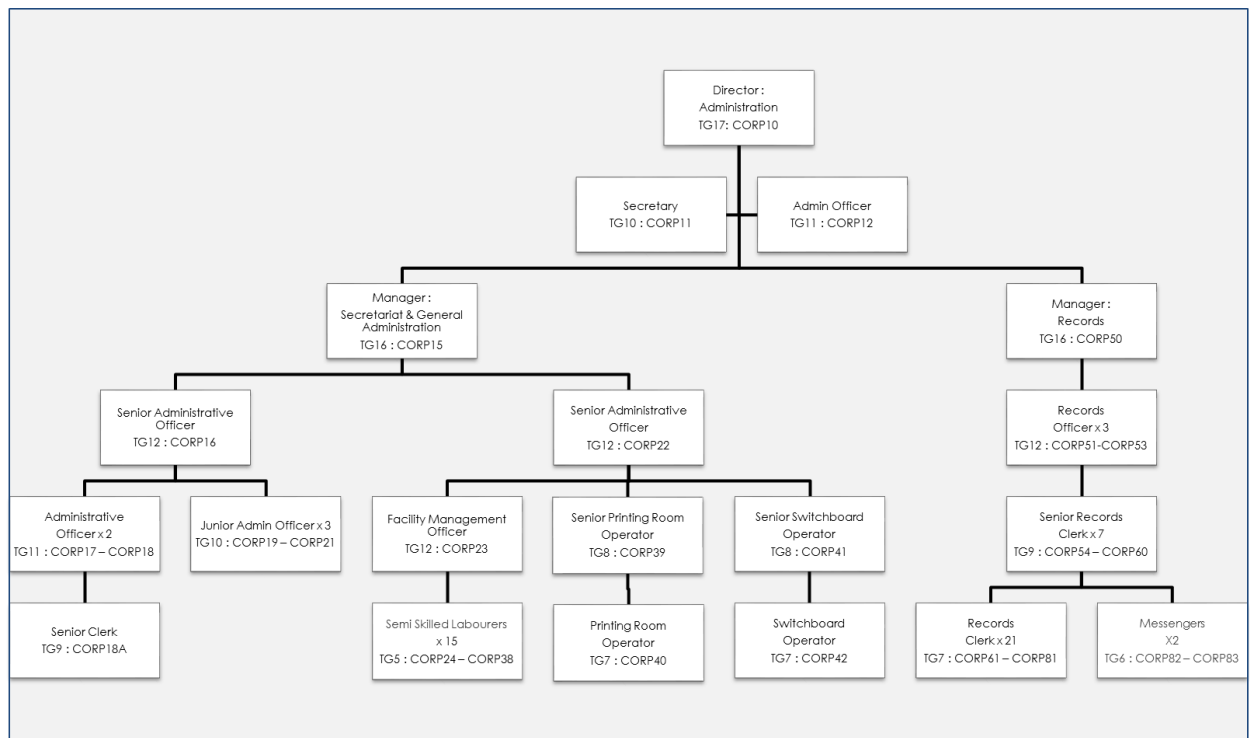 Director :
Administration
TG17: CORP10
Secretary
TG10 : CORP11
Admin Officer
TG11 : CORP12
Manager :
Secretariat & General
Administration
TG16 : CORP15
Manager :
Records
TG16 : CORP50
Senior Administrative
Officer
TG12 : CORP16
Senior Administrative
Officer
TG12 : CORP22
Records
Officer x 3
TG12 : CORP51-CORP53
Administrative
Officer x 2
TG11 : CORP17 – CORP18
Junior Admin Officer x 3
TG10 : CORP19 – CORP21
Facility Management
Officer
TG12 : CORP23
Senior Printing Room
Operator
TG8 : CORP39
Senior Switchboard
Operator
TG8 : CORP41
Senior Records
Clerk x 7
TG9 : CORP54 – CORP60
Senior Clerk
TG9 : CORP18A
Semi Skilled Labourers
x 15
TG5 : CORP24 – CORP38
Printing Room
Operator
TG7 : CORP40
Switchboard
Operator
TG7 : CORP42
Records
Clerk x 21
TG7 : CORP61 – CORP81
Messengers
X2
TG6 : CORP82 – CORP83